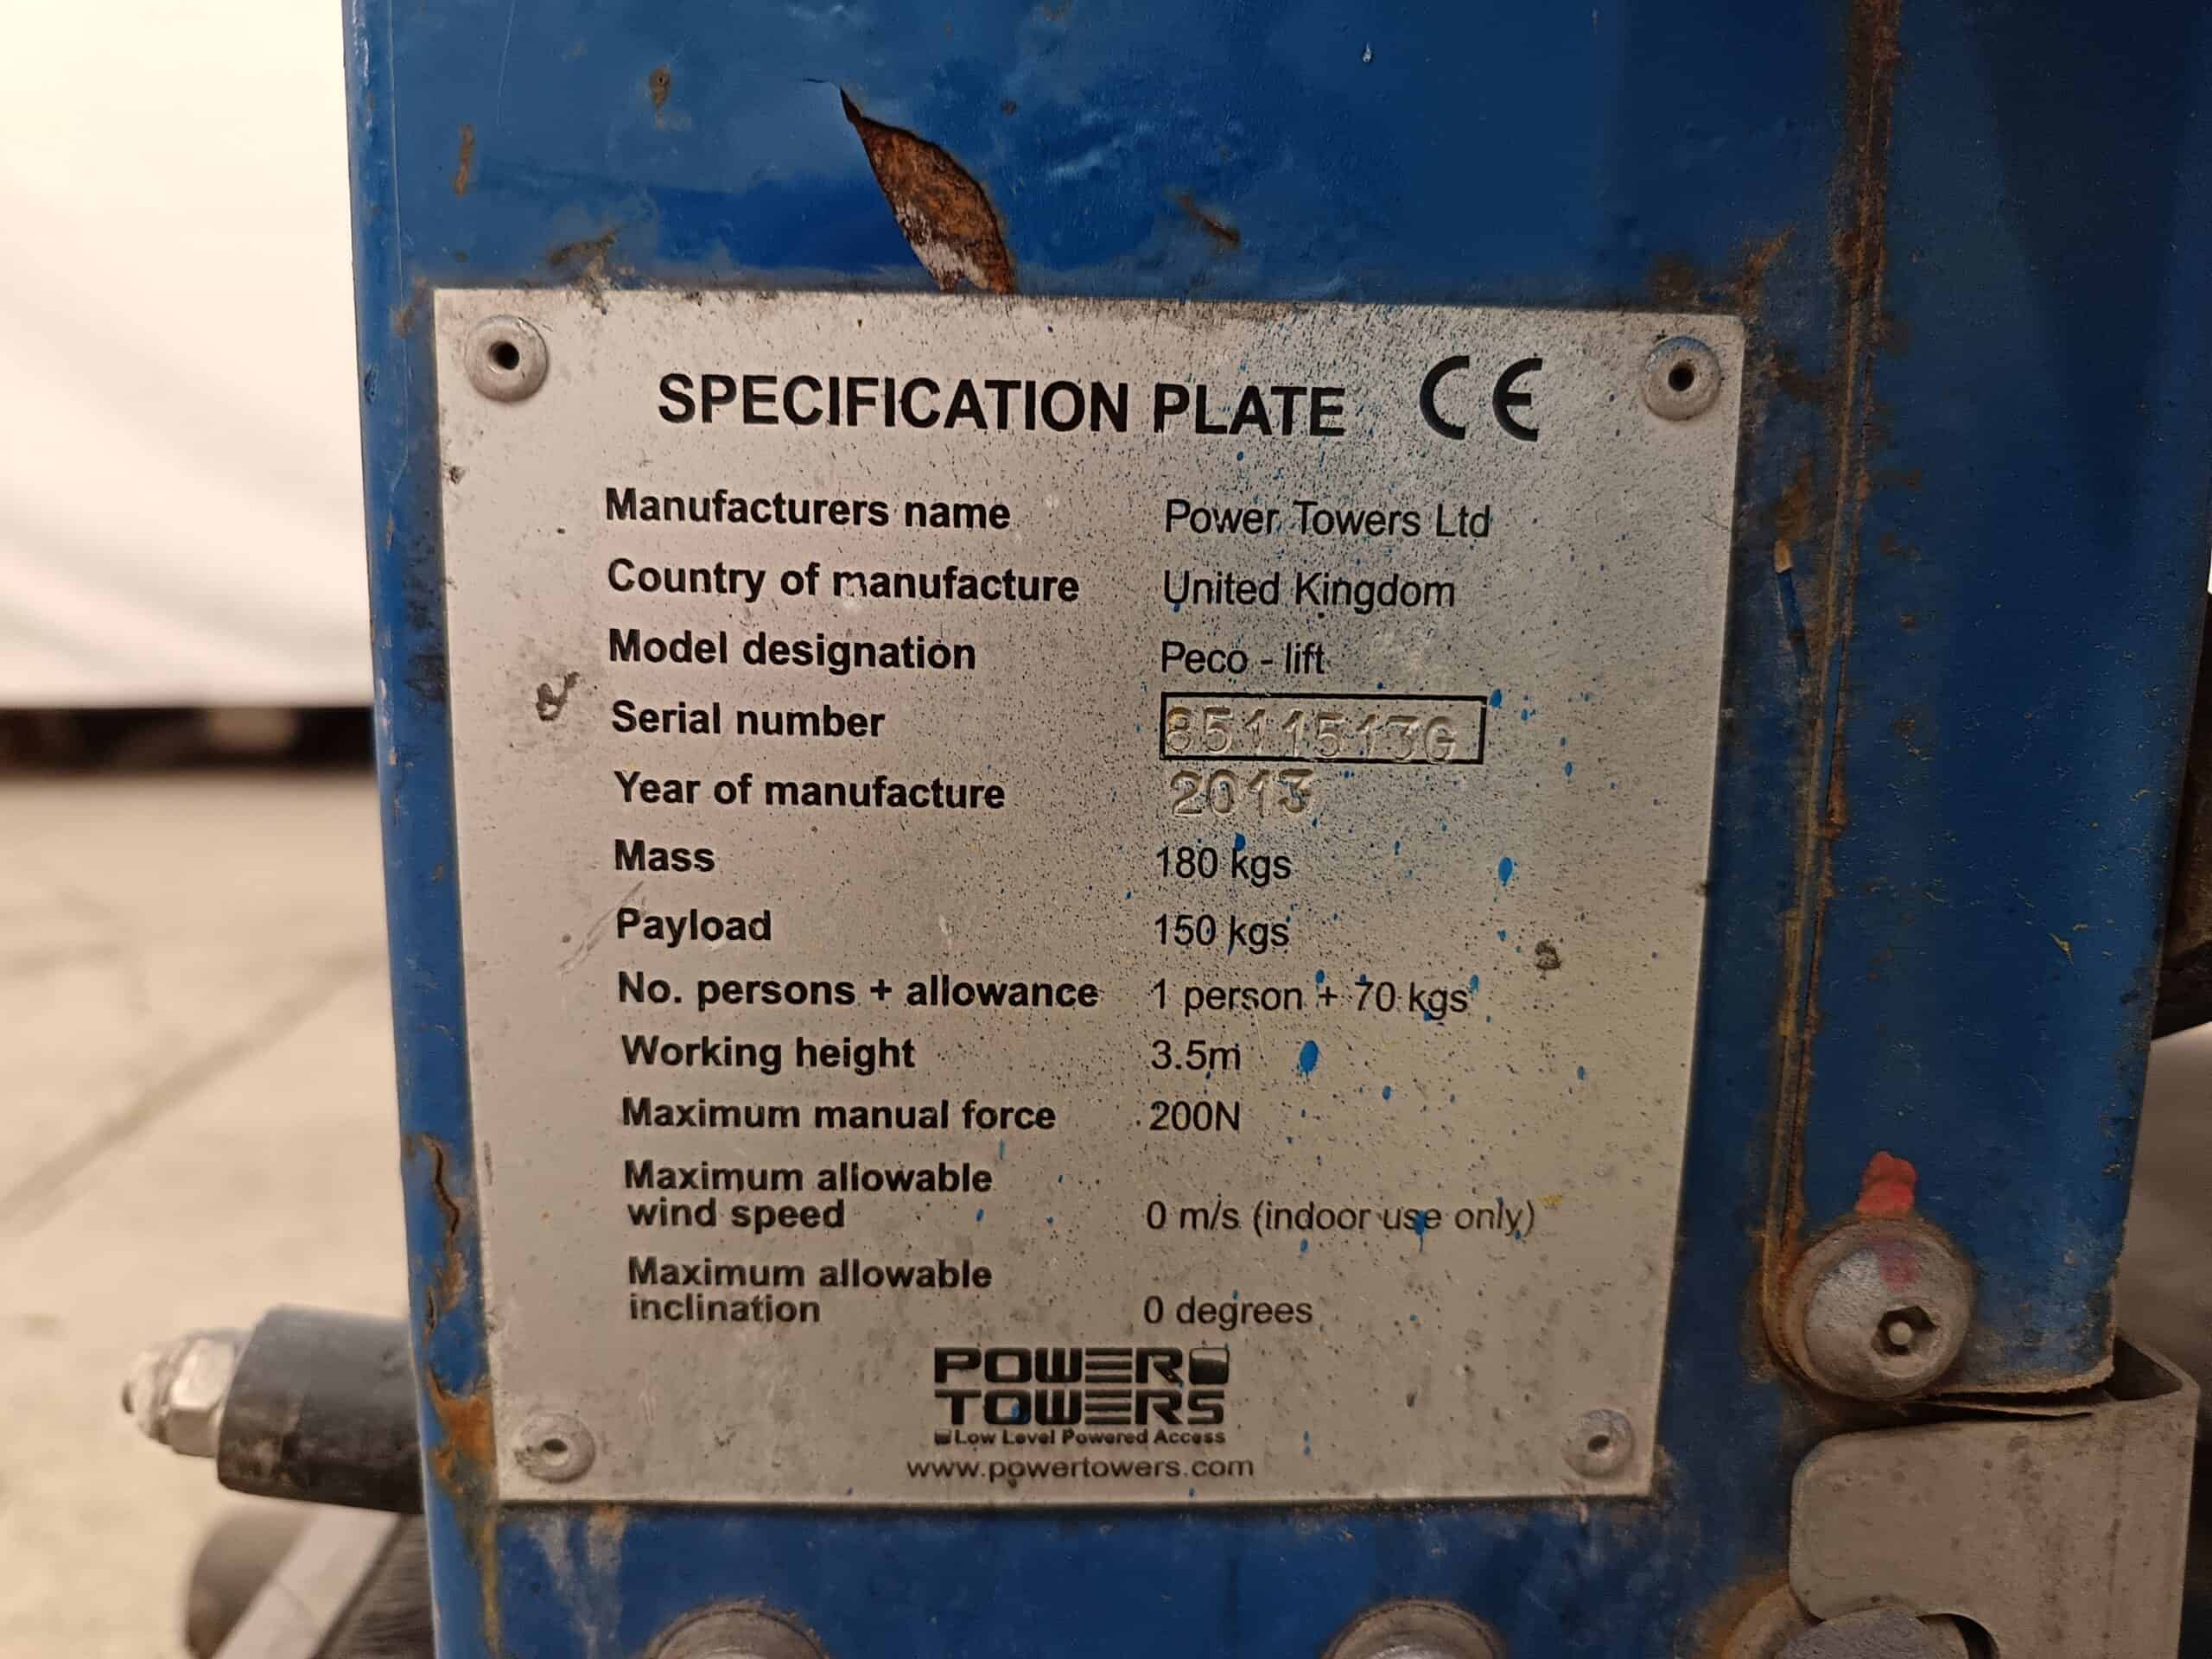 SPECIFICATION PLATE CE
Manufacturers name Power Towers Ltd
Country of manufacture United Kingdom
Model designation Peco - lift
Serial number 8511513G
Year of manufacture 2013
Mass 180 kgs
Payload 150 kgs
No. persons + allowance 1 person + 70 kgs
Working height 3.5m
Maximum manual force 200N
Maximum allowable
wind speed 0 m/s (indoor use only)
Maximum allowable
inclination 0 degrees
POWER
TOWERS
Low Level Powered Access
www.powertowers.com